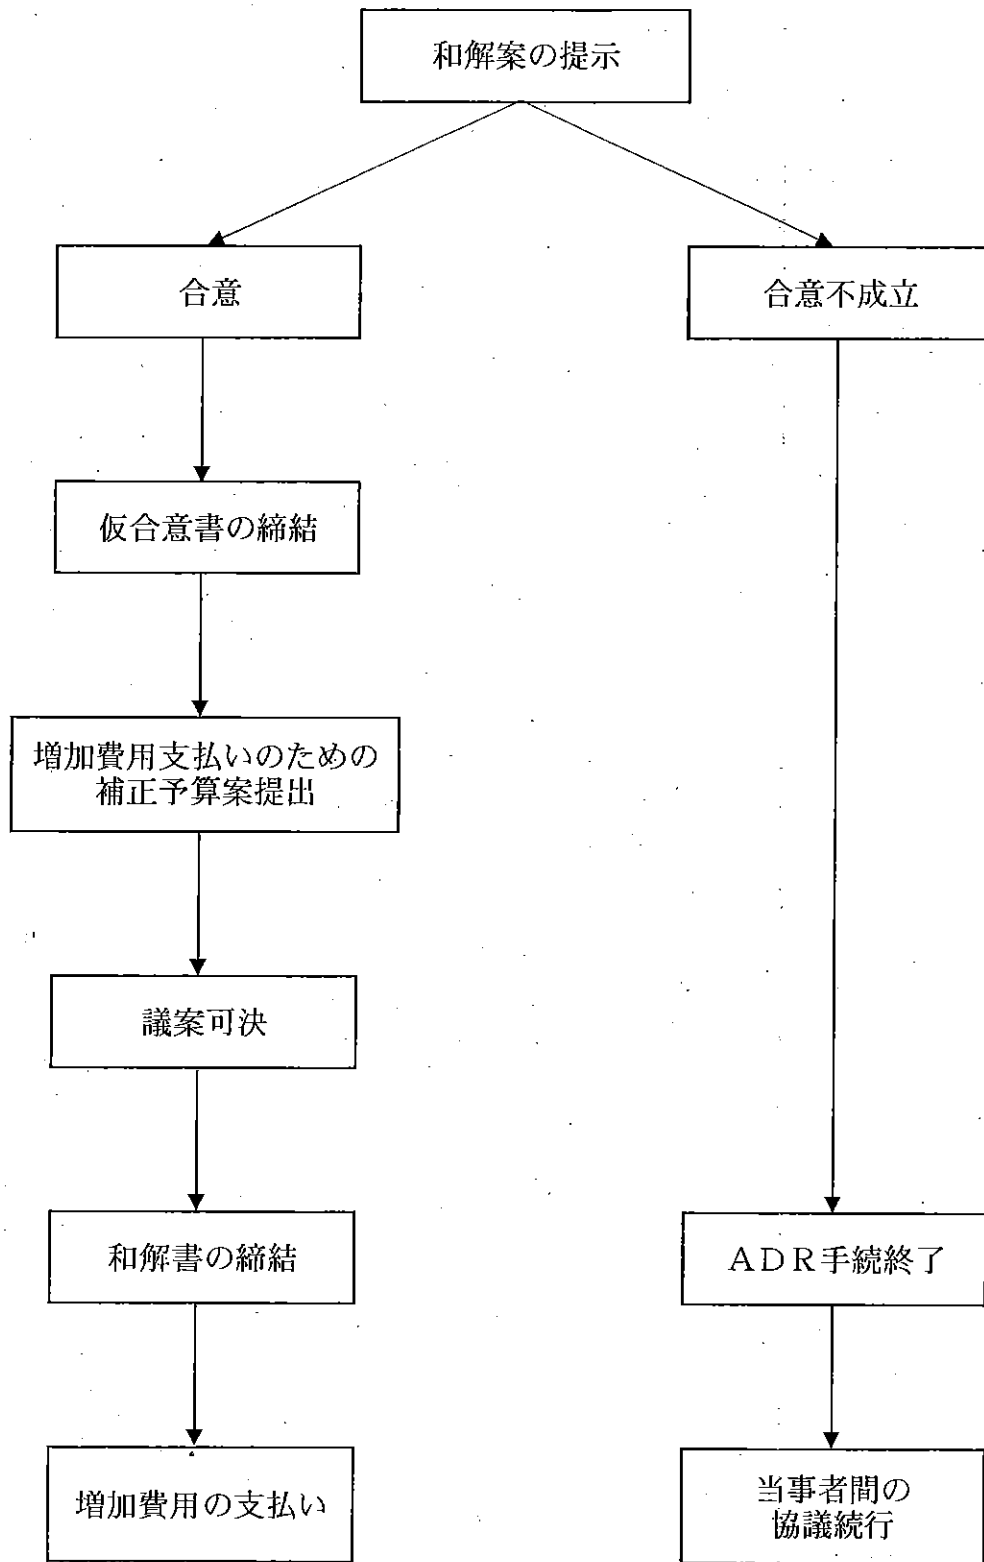 和解案の提示
合意
合意不成立
仮合意書の締結
増加費用支払いのための
補正予算案提出
議案可決
和解書の締結
ＡＤＲ手続終了
増加費用の支払い
当事者間の
協議続行